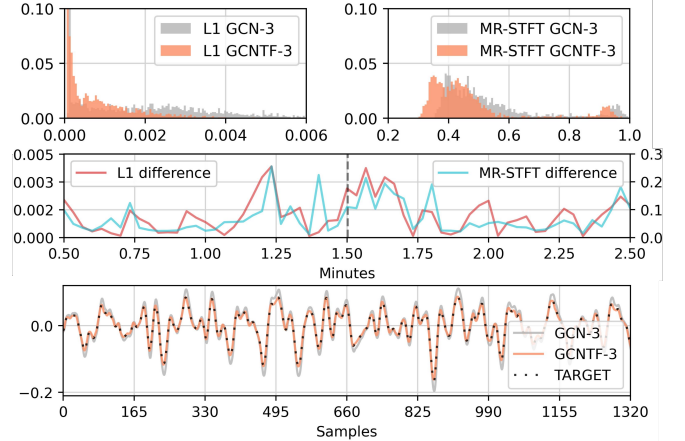 0.10
0.05
0.00
0.000 0.002 0.004 0.006
L1 GCN-3
L1 GCNTF-3
0.10
0.05
0.00
0.2 0.4 0.6 0.8 1.0
MR-STFT GCN-3
MR-STFT GCNTF-3
0.005
0.003
0.002
0.000
L1 difference
MR-STFT difference
0.3
0.2
0.1
0.0
0.50 0.75 1.00 1.25 1.50 1.75 2.00 2.25 2.50
Minutes
0.0
−0.2
GCN-3
GCNTF-3
TARGET
0 165 330 495 660 825 990 1155 1320
Samples